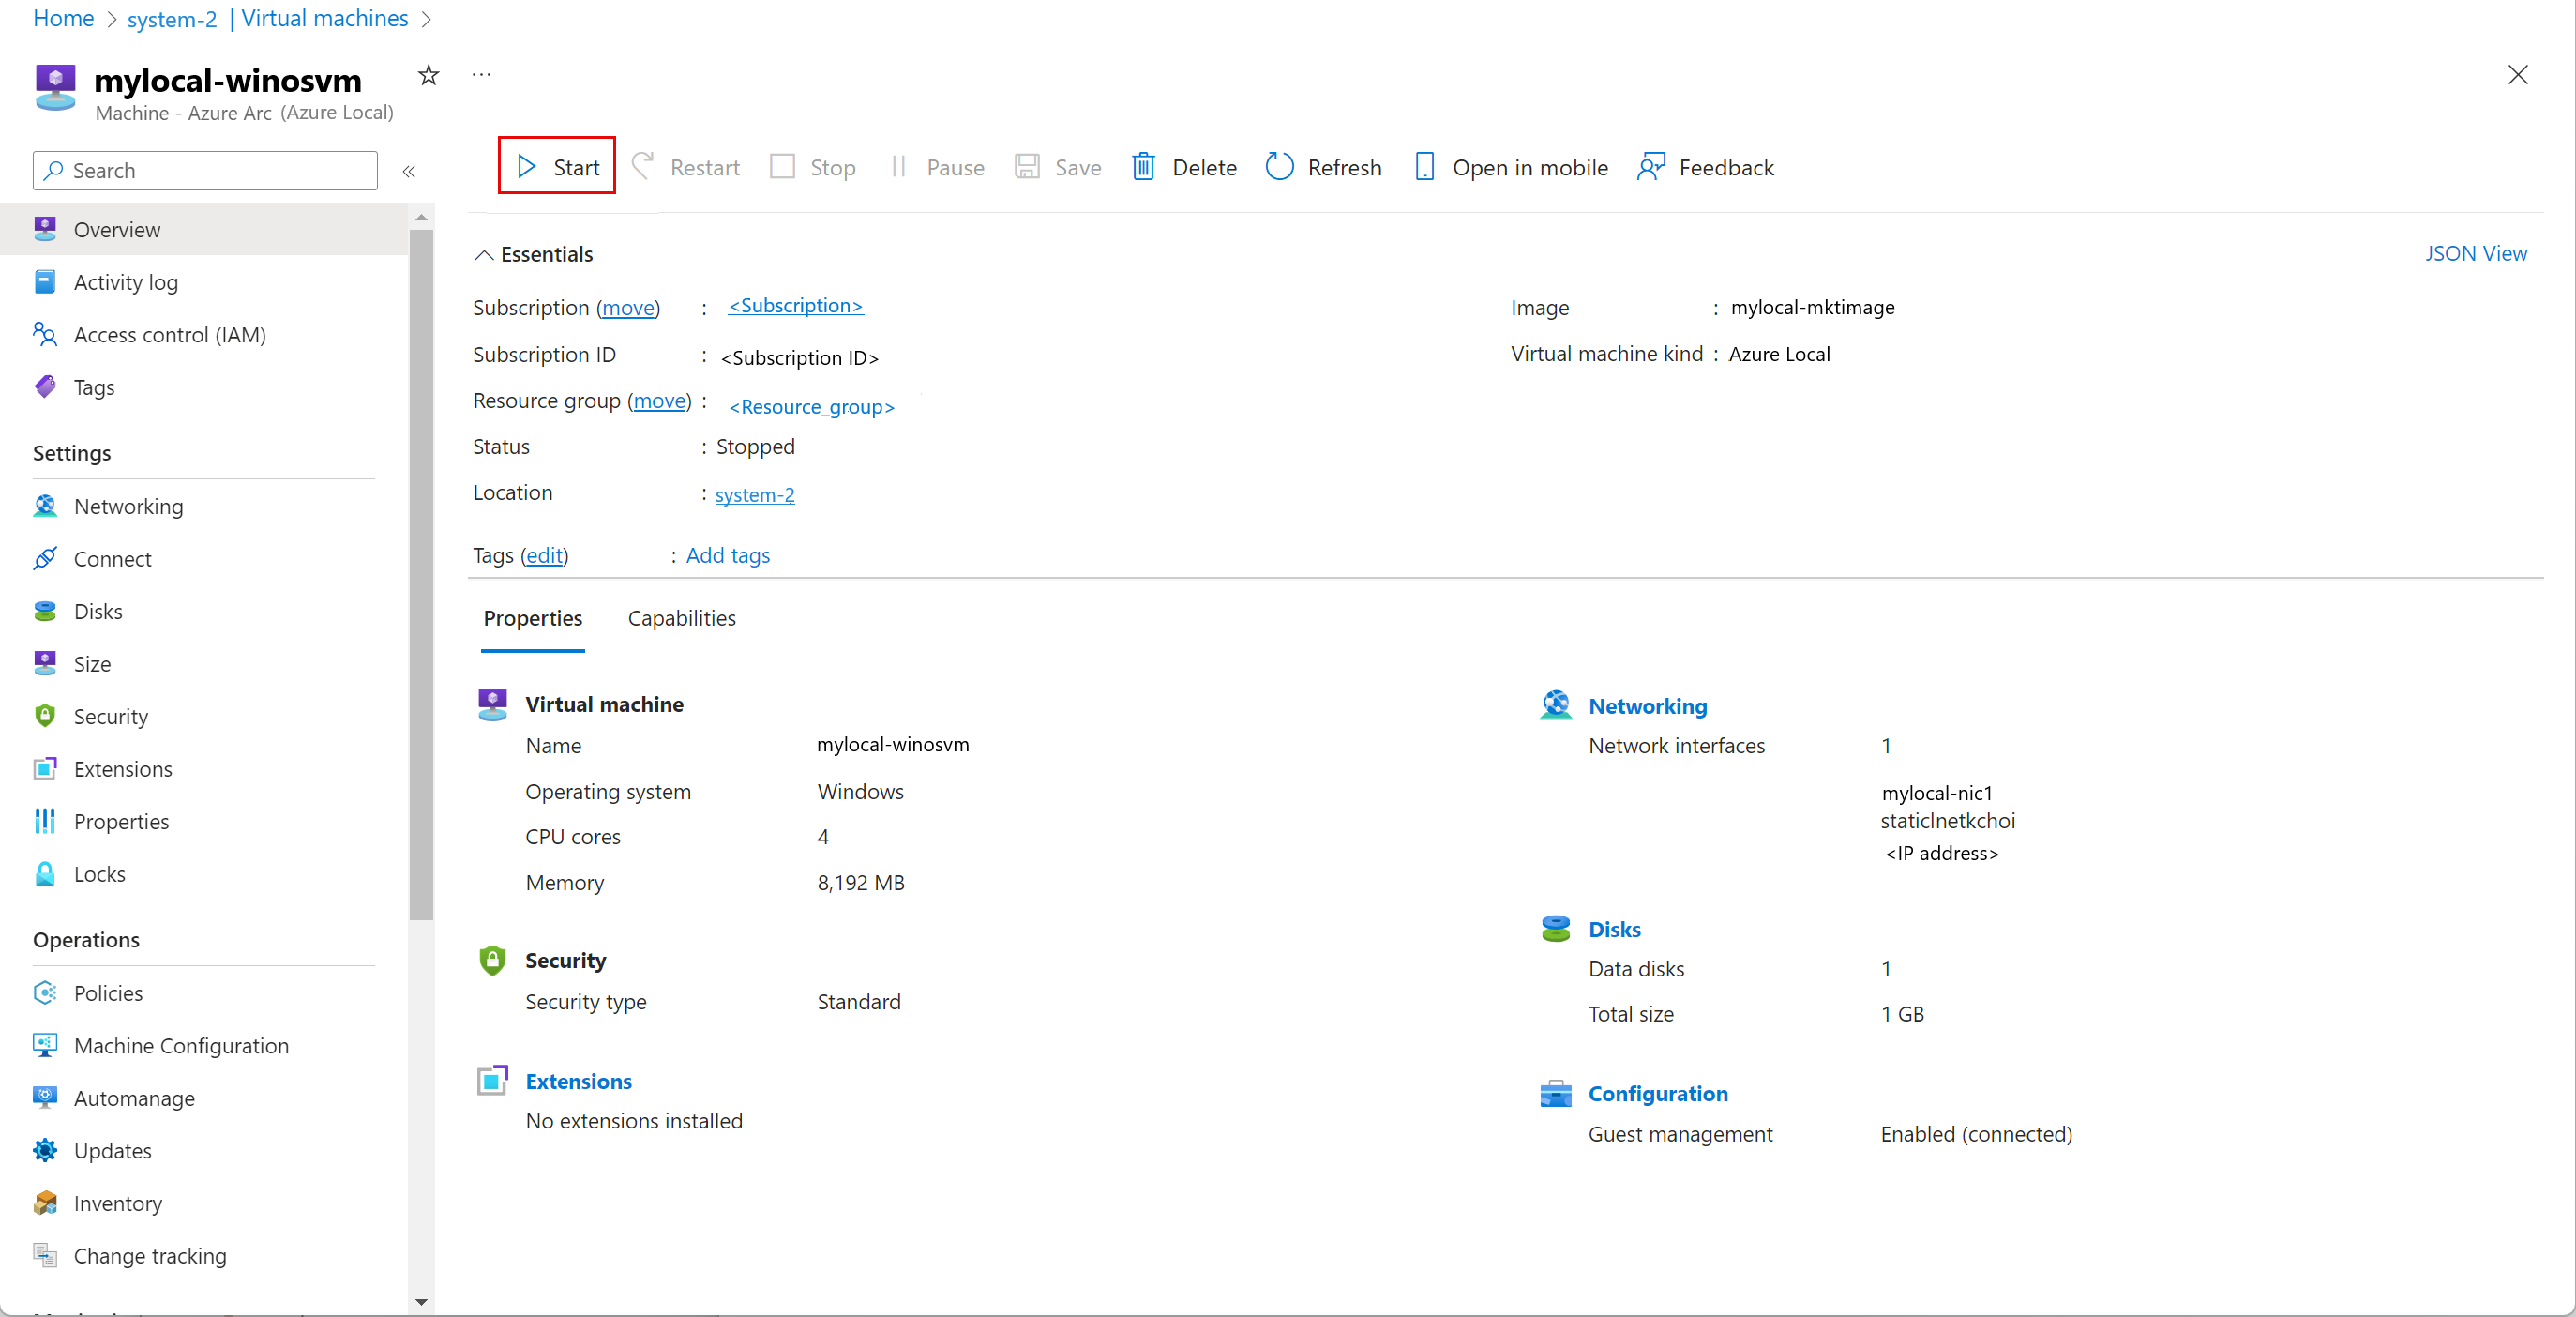 Home > system-2 | Virtual machines >
mylocal-winosvm
Machine - Azure Arc (Azure Local)
Search
Overview
Activity log
Access control (IAM)
Tags
Settings
Networking
Connect
Disks
Size
Security
Extensions
Properties
Locks
Operations
Policies
Machine Configuration
Automanage
Updates
Inventory
Change tracking
Start Restart Stop Pause Save Delete Refresh Open in mobile Feedback
Essentials
JSON View
Subscription (move) : <Subscription>
Subscription ID : <Subscription ID>
Resource group (move) : <Resource_group>
Status : Stopped
Location : system-2
Image : mylocal-mktimage
Virtual machine kind : Azure Local
Tags (edit) : Add tags
Properties Capabilities
Virtual machine
Name mylocal-winosvm
Operating system Windows
CPU cores 4
Memory 8,192 MB
Security
Security type Standard
Extensions
No extensions installed
Networking
Network interfaces 1
mylocal-nic1
staticlnetkchoi
<IP address>
Disks
Data disks 1
Total size 1 GB
Configuration
Guest management Enabled (connected)